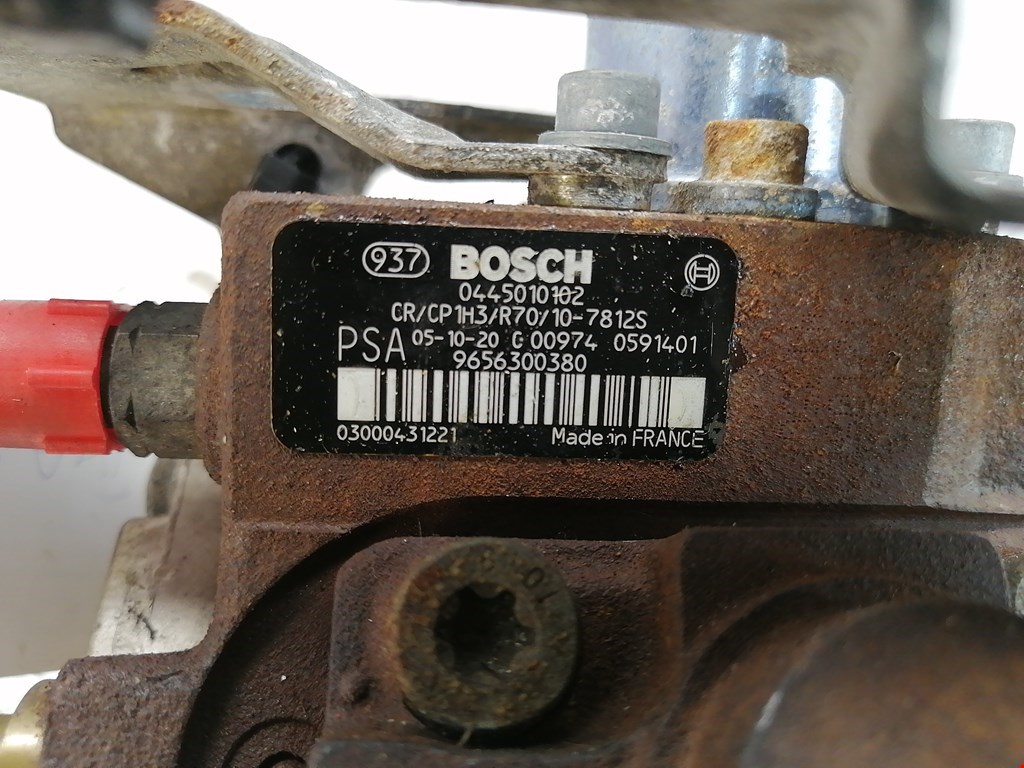 937 BOSCH
0445010102
CR/CP1H3/R70/10-7812S
PSA 05-10-20 C 00974 0591401
9656300380
03000431221 Made in FRANCE